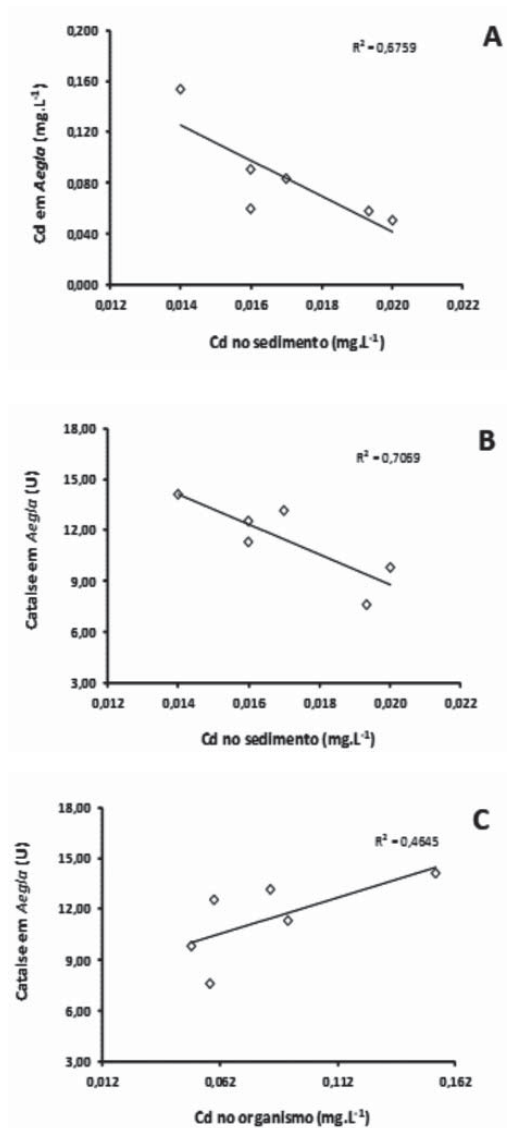 A
R² = 0,6759
Cd em Aegla (mg.L⁻¹)
0,200
0,160
0,120
0,080
0,040
0,000
0,012 0,014 0,016 0,018 0,020 0,022
Cd no sedimento (mg.L⁻¹)
B
R² = 0,7069
Catalse em Aegla (U)
18,00
15,00
12,00
9,00
6,00
3,00
0,012 0,014 0,016 0,018 0,020 0,022
Cd no sedimento (mg.L⁻¹)
C
R² = 0,4645
Catalse em Aegla (U)
18,00
15,00
12,00
9,00
6,00
3,00
0,012 0,062 0,112 0,162
Cd no organismo (mg.L⁻¹)